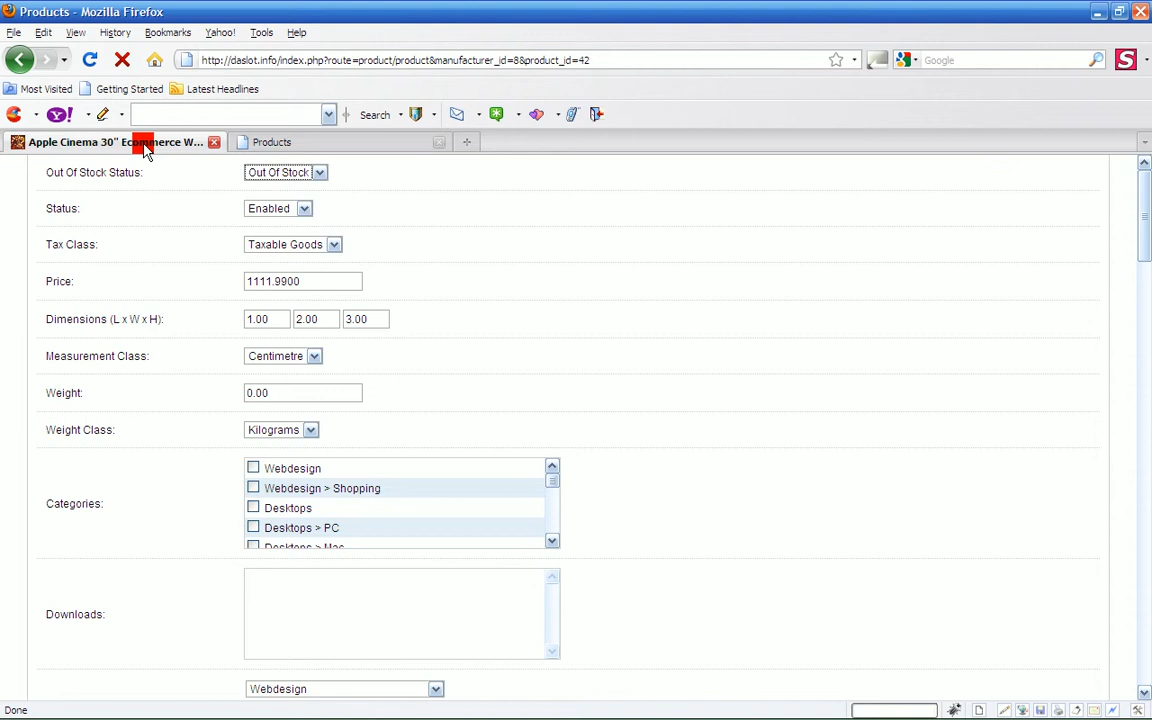 Products - Mozilla Firefox
File Edit View History Bookmarks Yahoo! Tools Help
http://daslot.info/index.php?route=product/product&manufacturer_id=8&product_id=42
Google
Most Visited Getting Started Latest Headlines
Y! Search
Apple Cinema 30" Ecommerce W... Products
Out Of Stock Status: Out Of Stock
Status: Enabled
Tax Class: Taxable Goods
Price: 1111.9900
Dimensions (L x W x H): 1.00 2.00 3.00
Measurement Class: Centimetre
Weight: 0.00
Weight Class: Kilograms
Webdesign
Webdesign > Shopping
Categories:
Desktops
Desktops > PC
Desktops > Mac
Downloads:
Webdesign
Done